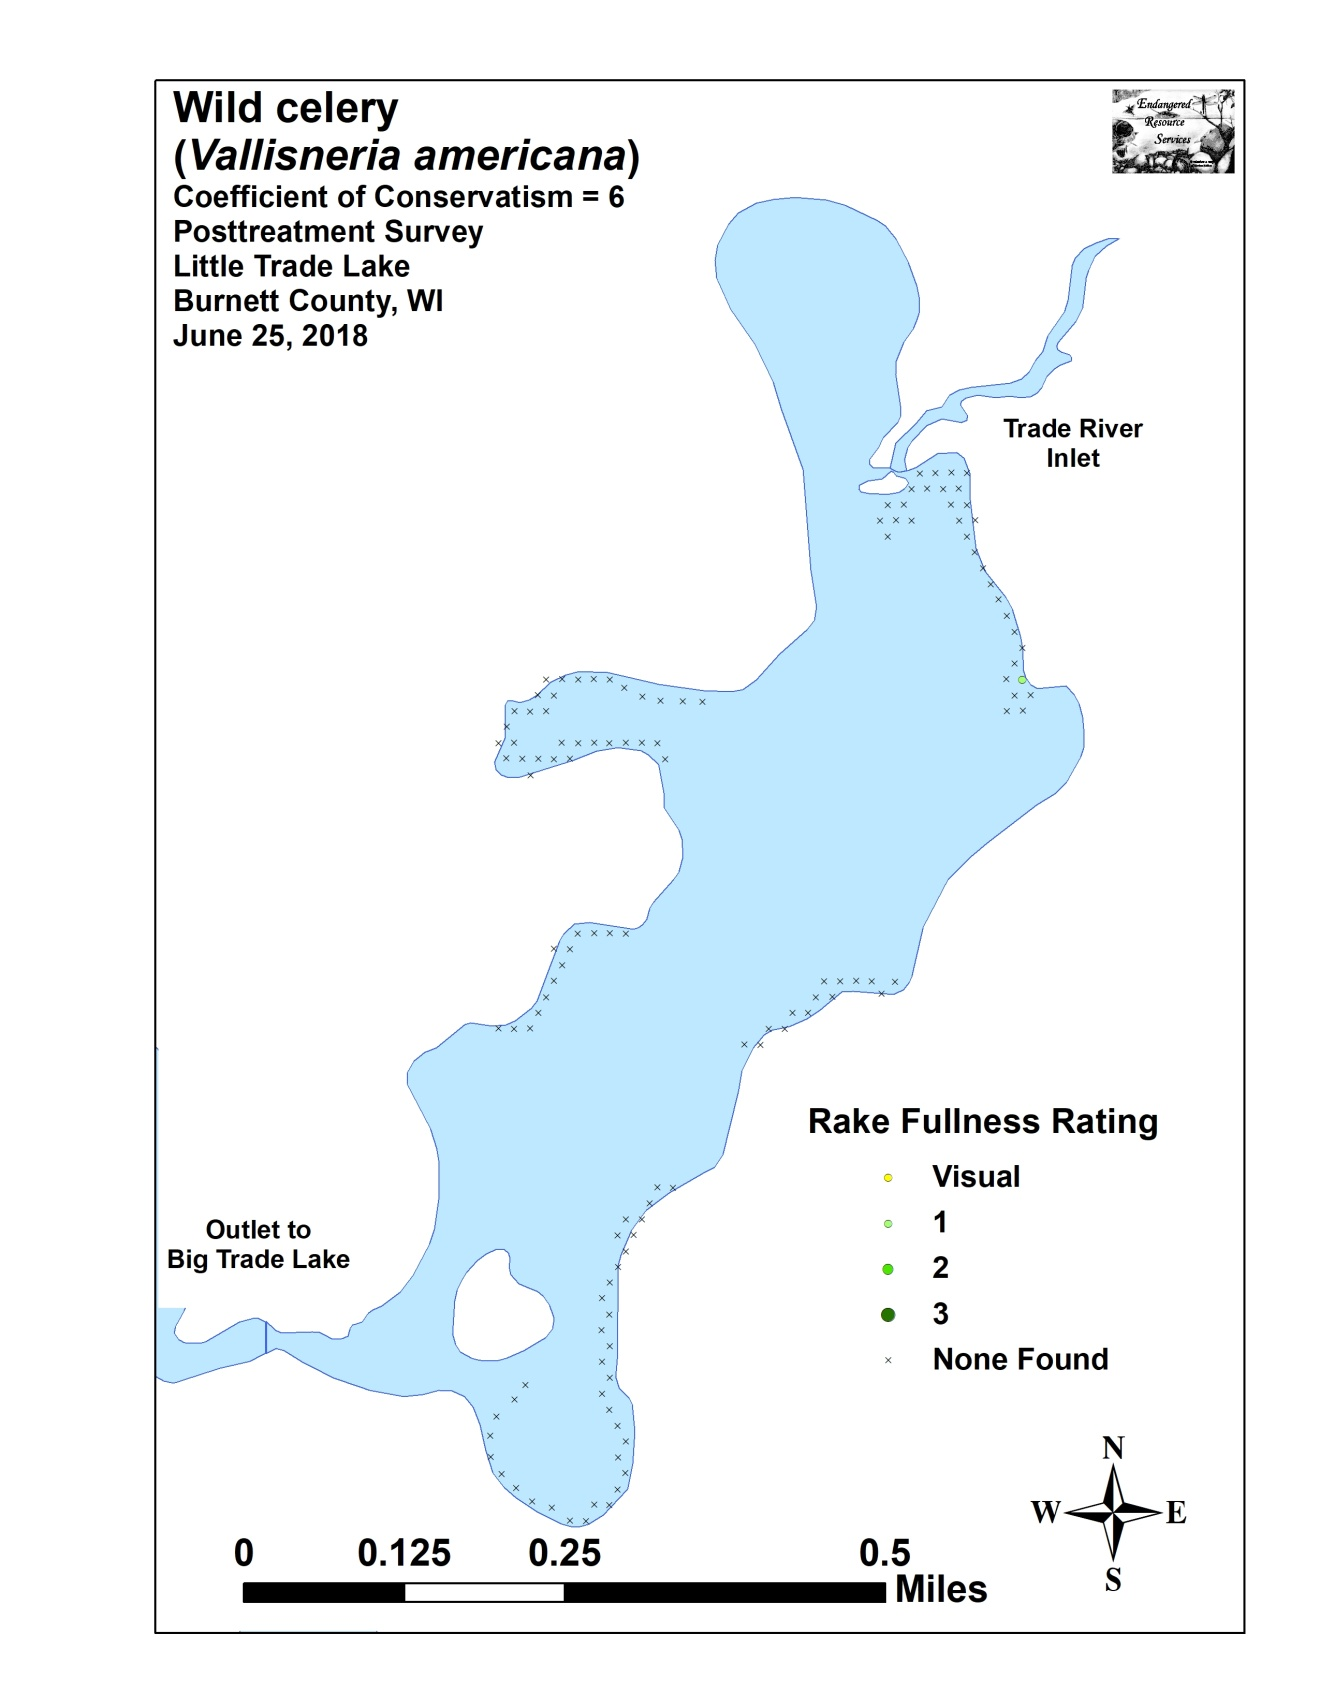 Wild celery
(Vallisneria americana)
Coefficient of Conservatism = 6
Posttreatment Survey
Little Trade Lake
Burnett County, WI
June 25, 2018
Endangered
Resource
Services
Trade River
Inlet
Rake Fullness Rating
Visual
1
2
3
None Found
Outlet to
Big Trade Lake
N
W E
S
0 0.125 0.25 0.5
Miles